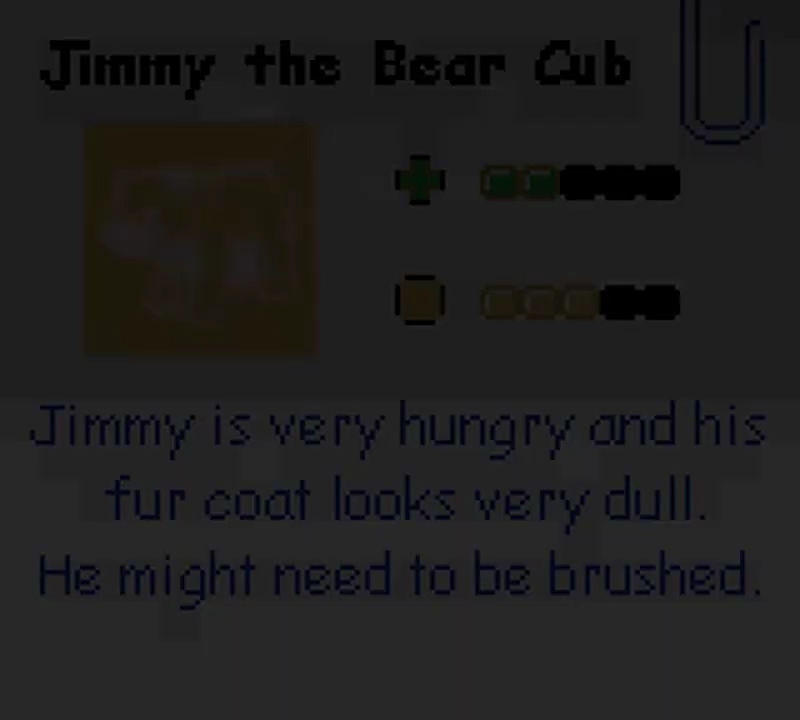 Jimmy the Bear Cub
Jimmy is very hungry and his
fur coat looks very dull.
He might need to be brushed.